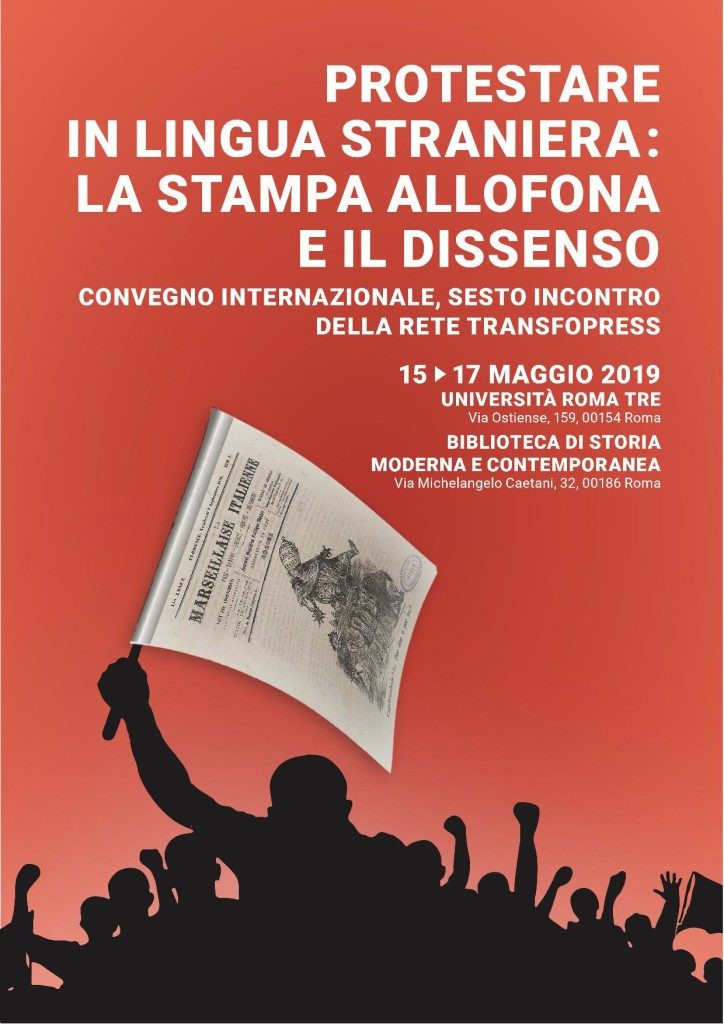 PROTESTARE
IN LINGUA STRANIERA:
LA STAMPA ALLOFONA
E IL DISSENSO
CONVEGNO INTERNAZIONALE, SESTO INCONTRO
DELLA RETE TRANSFOPRESS
15 ▸ 17 MAGGIO 2019
UNIVERSITÀ ROMA TRE
Via Ostiense, 159, 00154 Roma
BIBLIOTECA DI STORIA
MODERNA E CONTEMPORANEA
Via Michelangelo Caetani, 32, 00186 Roma
LA
MARSEILLAISE ITALIENNE